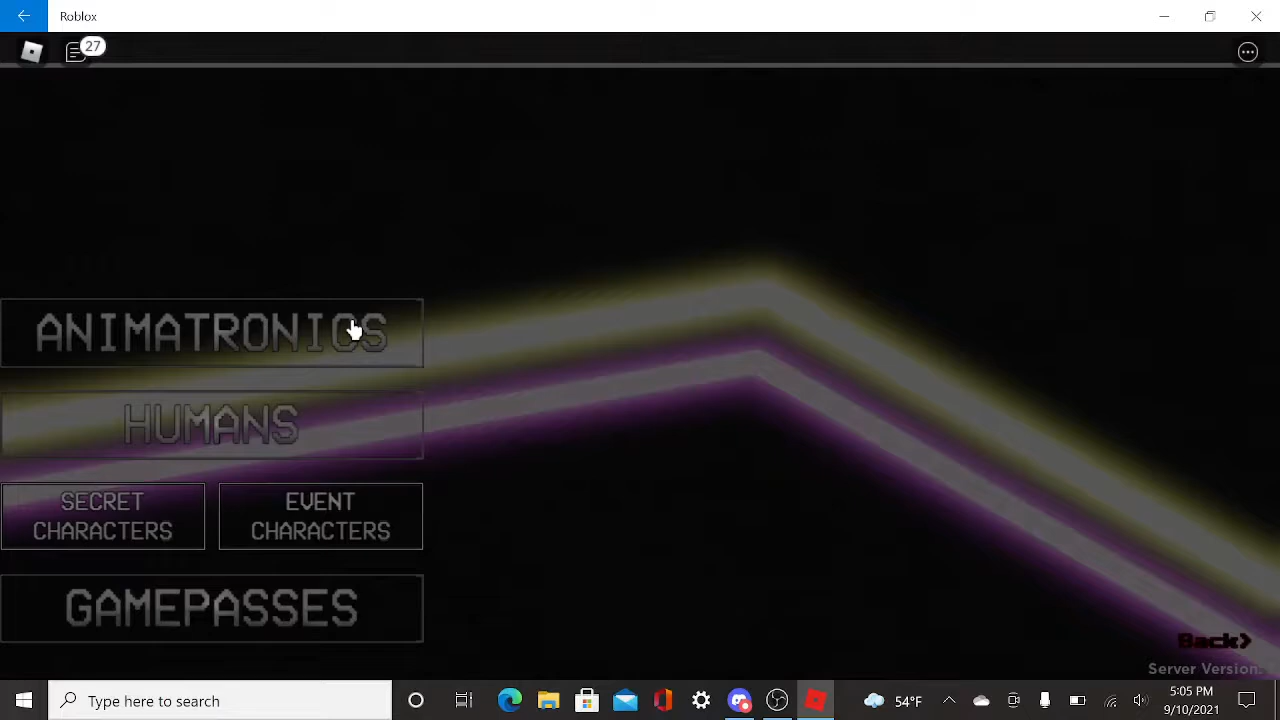 Roblox
27
ANIMATRONICS
HUMANS
SECRET
CHARACTERS
EVENT
CHARACTERS
GAMEPASSES
Back>
Server Version:
Type here to search
54°F
5:05 PM
9/10/2021